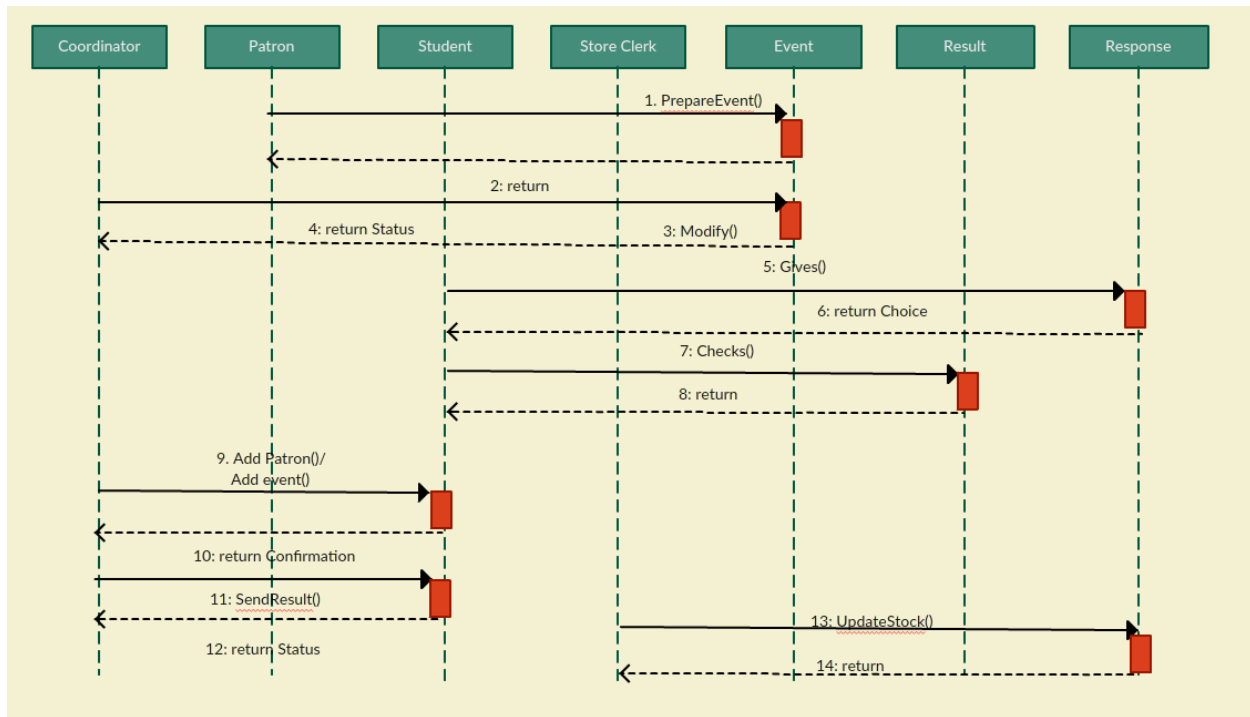 Coordinator
Patron
Student
Store Clerk
Event
Result
Response
1. PrepareEvent()
2: return
4: return Status
3: Modify()
5: Gives()
6: return Choice
7: Checks()
8: return
9. Add Patron()/
Add event()
10: return Confirmation
11: SendResult()
13: UpdateStock()
12: return Status
14: return